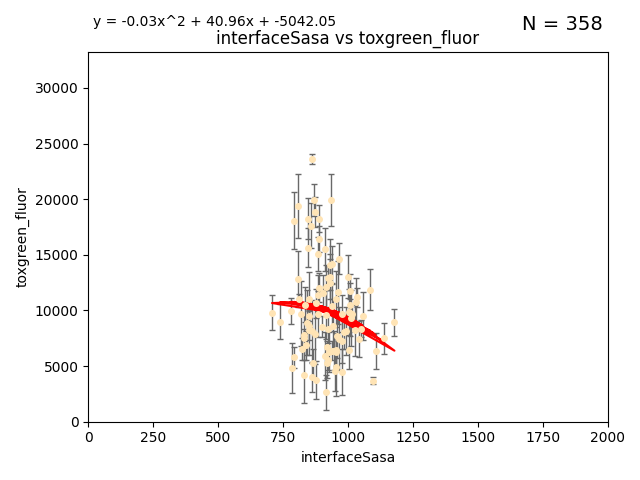 y = -0.03x^2 + 40.96x + -5042.05
N = 358
interfaceSasa vs toxgreen_fluor
30000
25000
20000
15000
10000
5000
0
toxgreen_fluor
0 250 500 750 1000 1250 1500 1750 2000
interfaceSasa